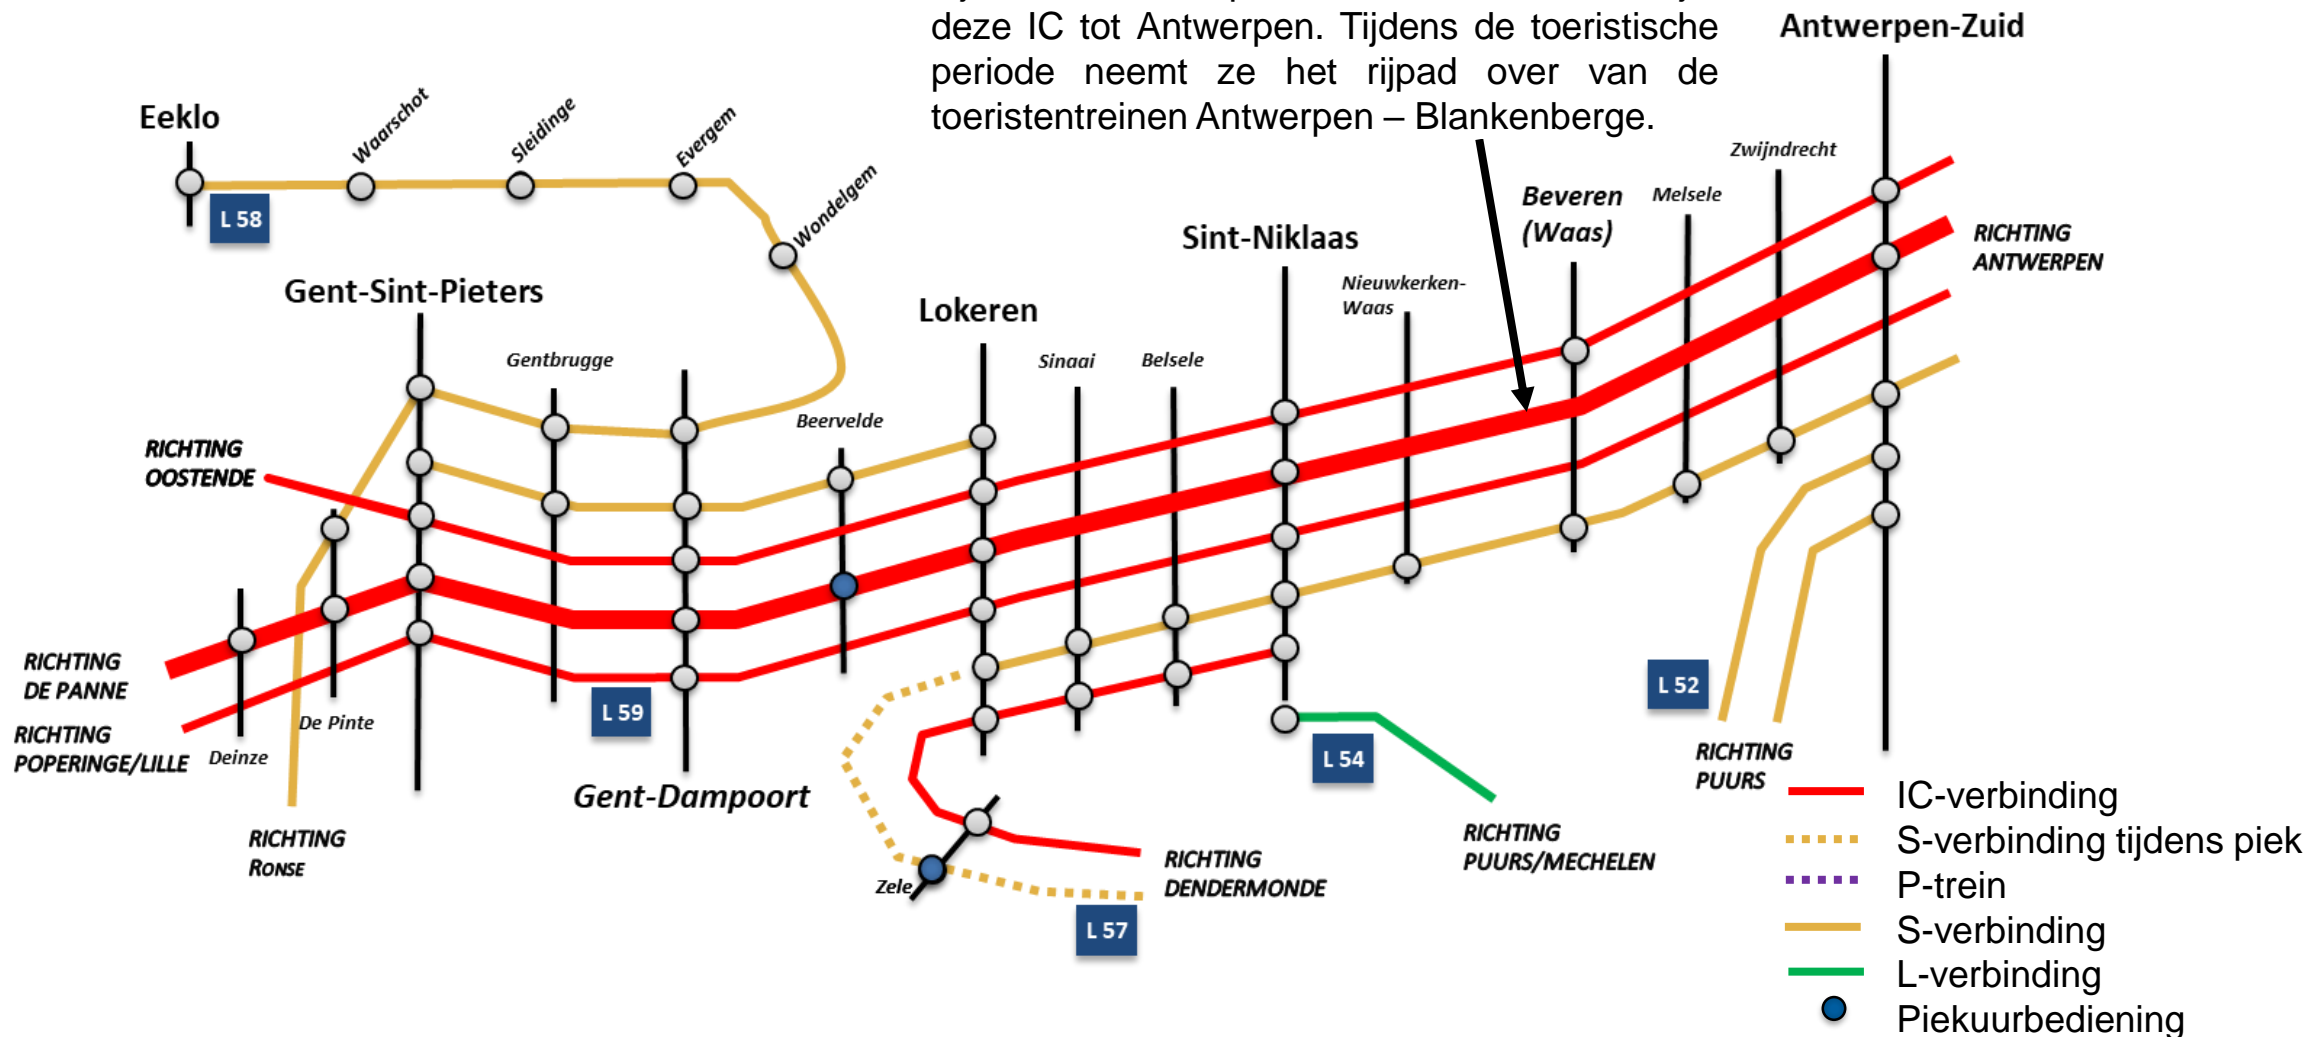 deze IC tot Antwerpen. Tijdens de toeristische
periode neemt ze het rijpad over van de
toeristentreinen Antwerpen – Blankenberge.
Antwerpen-Zuid
Eeklo
Waarschot
Sleidinge
Evergem
Wondelgem
L 58
Zwijndrecht
Melsele
Beveren
(Waas)
Sint-Niklaas
Nieuwkerken-
Waas
RICHTING
ANTWERPEN
Gent-Sint-Pieters
Lokeren
Gentbrugge
Sinaai
Belsele
Beervelde
RICHTING
OOSTENDE
RICHTING
DE PANNE
RICHTING
POPERINGE/LILLE
Deinze
De Pinte
L 59
L 52
L 54
RICHTING
PUURS
Gent-Dampoort
RICHTING
RONSE
Zele
RICHTING
DENDERMONDE
L 57
RICHTING
PUURS/MECHELEN
IC-verbinding
S-verbinding tijdens piek
P-trein
S-verbinding
L-verbinding
Piekuurbediening